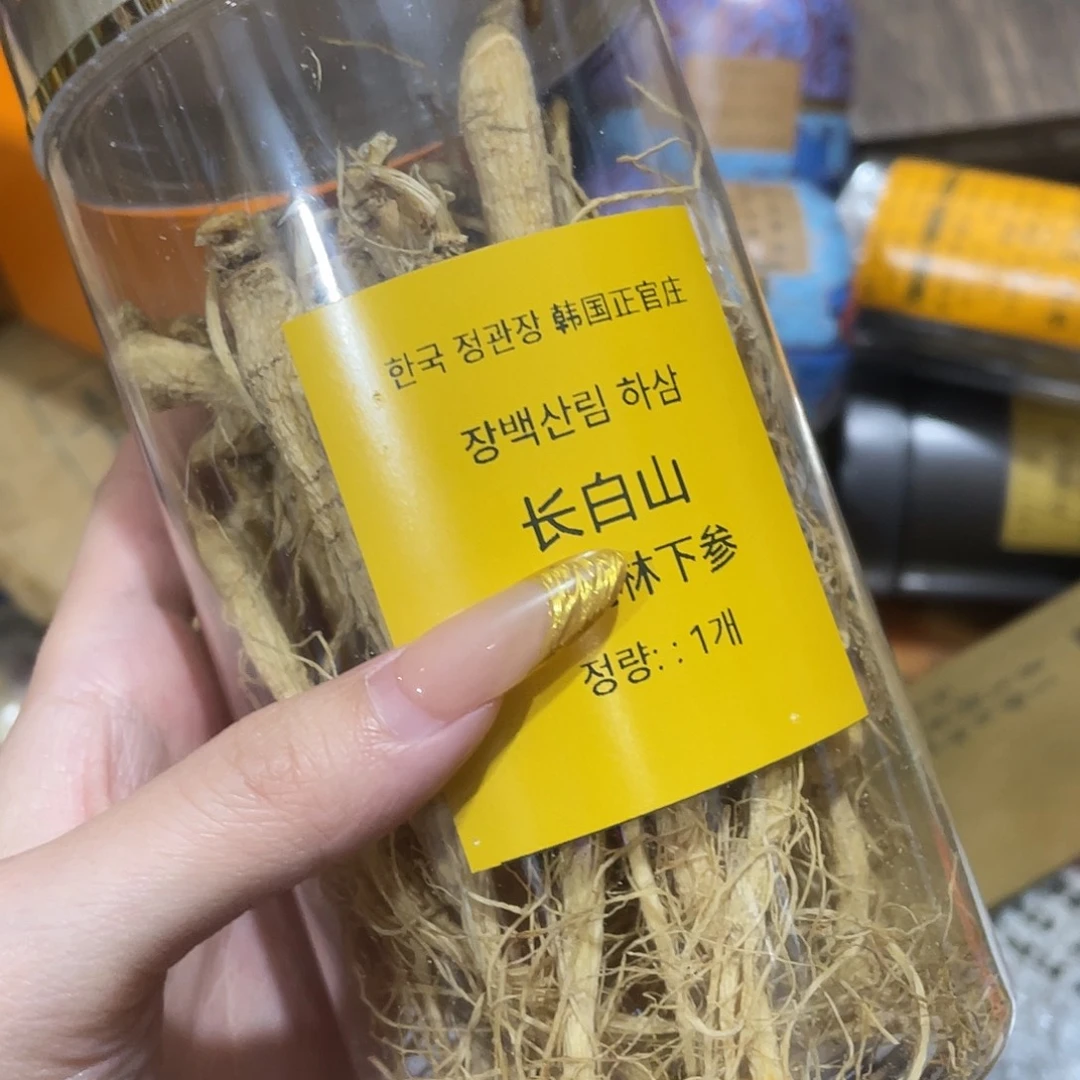 한국 정관장 韩国正官庄
장백산림 하삼
长白山
林下参
정량: : 1개